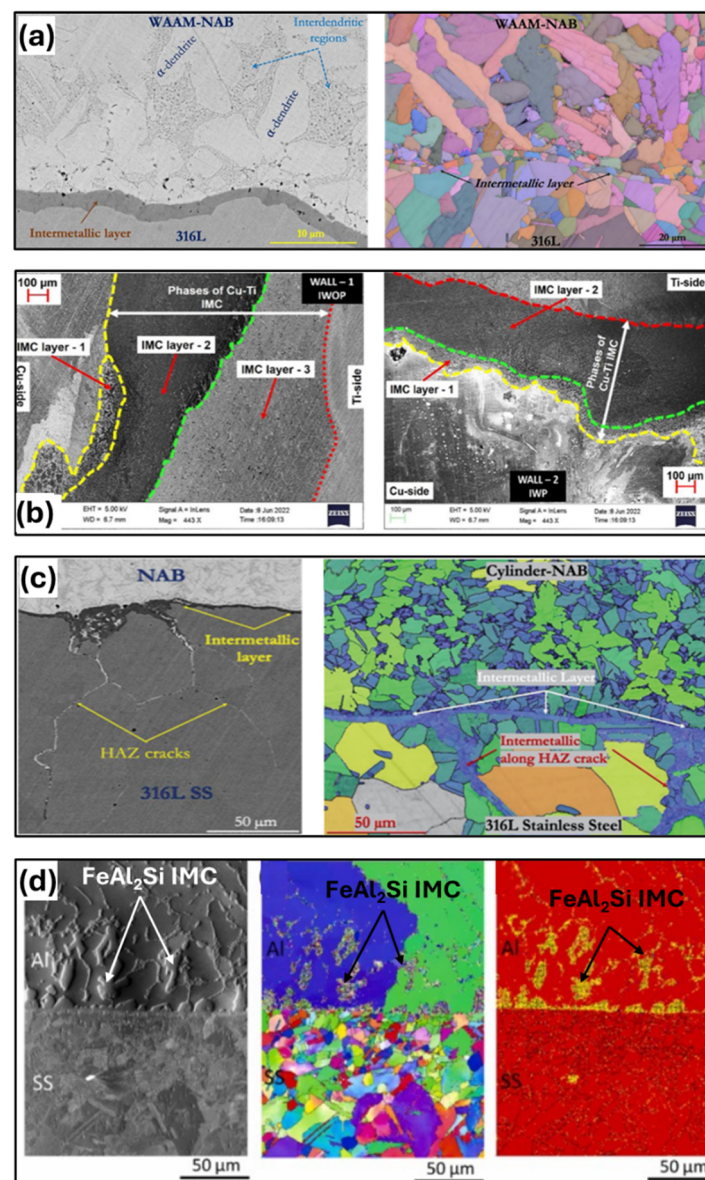 (a)
WAAM-NAB
Interdendritic
regions
α-dendrite
α-dendrite
Intermetallic layer
316L
10 µm
WAAM-NAB
Intermetallic layer
316L
20 µm
(b)
100 µm
Phases of Cu-Ti
IMC
WALL – 1
IWOP
IMC layer - 1
IMC layer - 2
IMC layer - 3
Cu-side
Ti-side
EHT = 5.00 kV
WD = 6.7 mm
Signal A = InLens
Mag = 443 X
Date :8 Jun 2022
Time :16:09:13
ZEISS
Ti-side
IMC layer - 2
IMC layer - 1
Phases of
Cu-Ti IMC
WALL – 2
IWP
Cu-side
100 µm
100 µm
EHT = 5.00 kV
WD = 6.7 mm
Signal A = InLens
Mag = 443 X
Date :8 Jun 2022
Time :16:09:13
ZEISS
(c)
NAB
Intermetallic
layer
HAZ cracks
316L SS
50 µm
Cylinder-NAB
Intermetallic Layer
Intermetallic
along HAZ crack
50 µm
316L Stainless Steel
(d)
FeAl₂Si IMC
Al
SS
50 µm
FeAl₂Si IMC
Al
SS
50 µm
FeAl₂Si IMC
Al
SS
50 µm